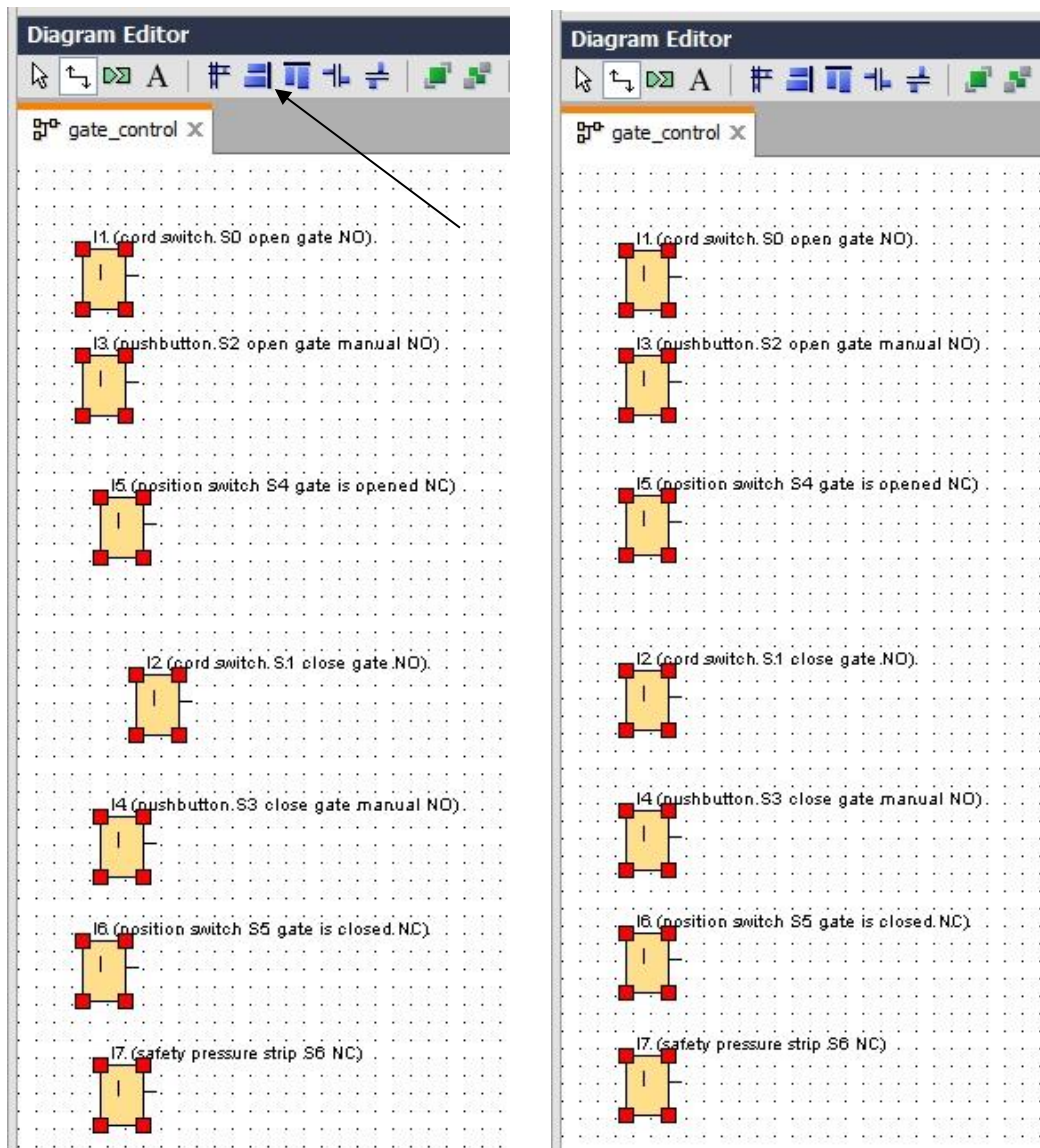 Diagram Editor
A
gate_control
I1 (cord switch S0 open gate NO)
I
I3 (pushbutton S2 open gate manual NO)
I
I5 (position switch S4 gate is opened NC)
I
I2 (cord switch S1 close gate NO)
I
I4 (pushbutton S3 close gate manual NO)
I
I6 (position switch S5 gate is closed NC)
I
I7 (safety pressure strip S6 NC)
I
Diagram Editor
A
gate_control
I1 (cord switch S0 open gate NO)
I
I3 (pushbutton S2 open gate manual NO)
I
I5 (position switch S4 gate is opened NC)
I
I2 (cord switch S1 close gate NO)
I
I4 (pushbutton S3 close gate manual NO)
I
I6 (position switch S5 gate is closed NC)
I
I7 (safety pressure strip S6 NC)
I